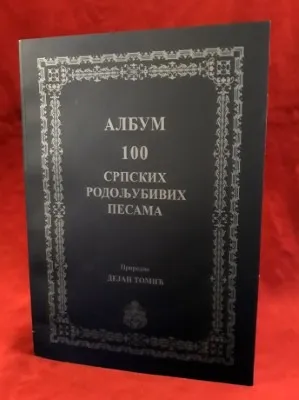 АЛБУМ
100
СРПСКИХ
РОДОЉУБИВИХ
ПЕСАМА
Приредио
ДЕЈАН ТОМИЋ